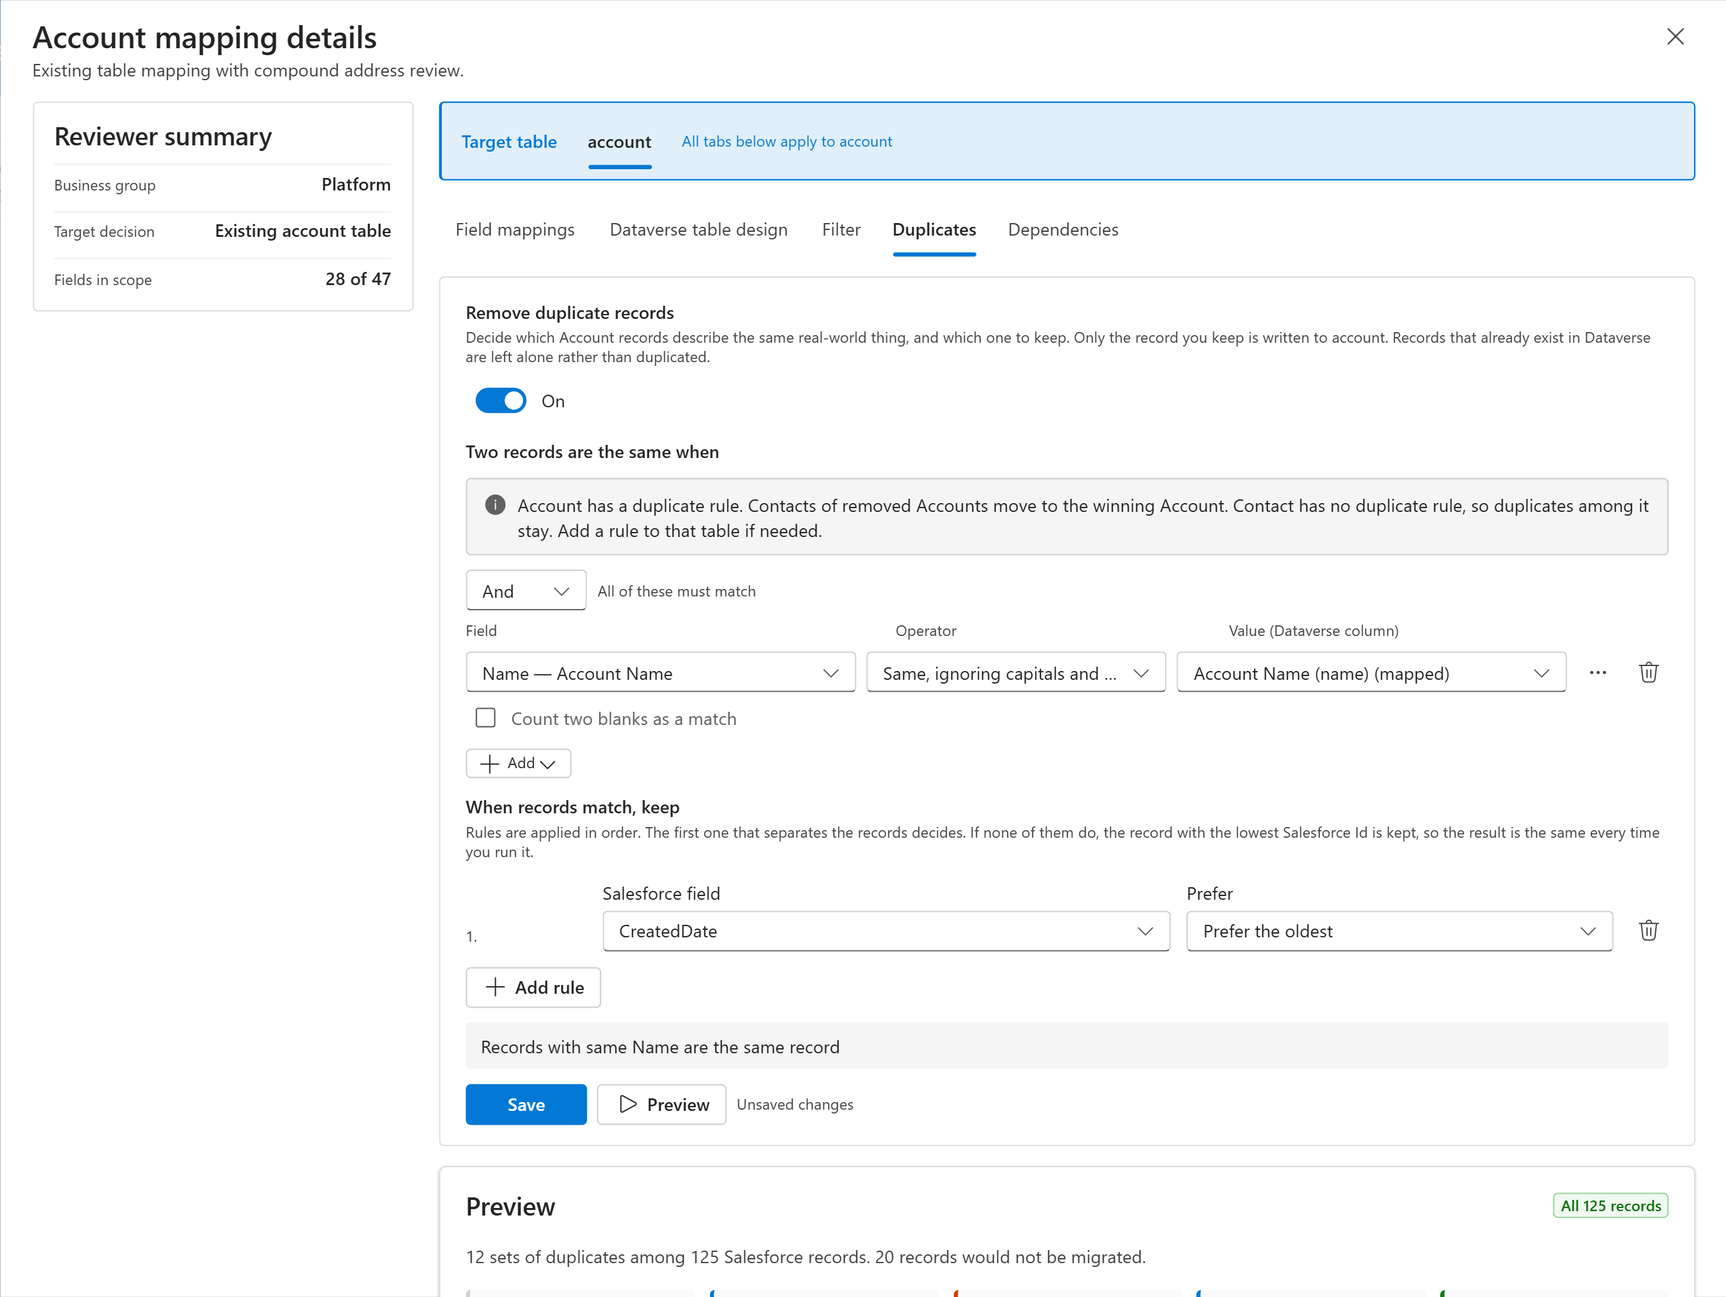 Account mapping details
Existing table mapping with compound address review.
Reviewer summary
Business group Platform
Target decision Existing account table
Fields in scope 28 of 47
Target table account All tabs below apply to account
Field mappings Dataverse table design Filter Duplicates Dependencies
Remove duplicate records
Decide which Account records describe the same real-world thing, and which one to keep. Only the record you keep is written to account. Records that already exist in Dataverse
are left alone rather than duplicated.
On
Two records are the same when
Account has a duplicate rule. Contacts of removed Accounts move to the winning Account. Contact has no duplicate rule, so duplicates among it
stay. Add a rule to that table if needed.
And All of these must match
Field Operator Value (Dataverse column)
Name — Account Name Same, ignoring capitals and ... Account Name (name) (mapped)
Count two blanks as a match
Add
When records match, keep
Rules are applied in order. The first one that separates the records decides. If none of them do, the record with the lowest Salesforce Id is kept, so the result is the same every time
you run it.
Salesforce field Prefer
1. CreatedDate Prefer the oldest
Add rule
Records with same Name are the same record
Save Preview Unsaved changes
Preview All 125 records
12 sets of duplicates among 125 Salesforce records. 20 records would not be migrated.